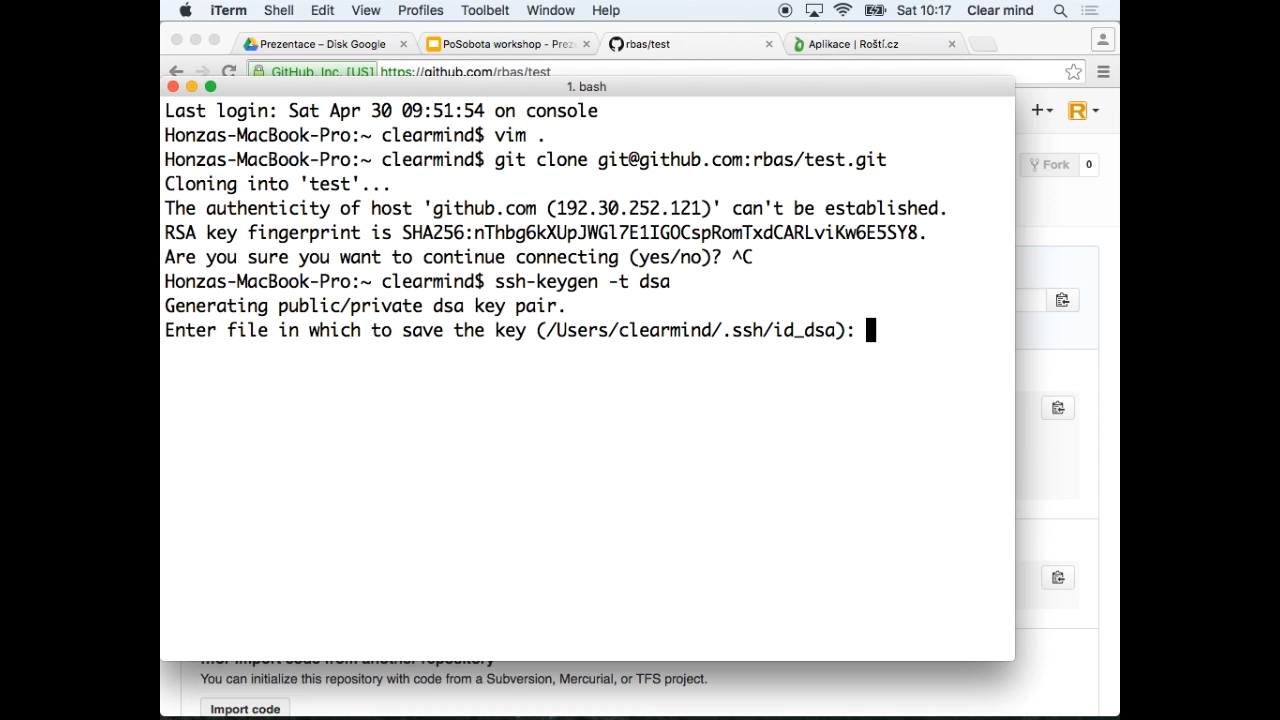 iTerm Shell Edit View Profiles Toolbelt Window Help Sat 10:17 Clear mind
Prezentace – Disk Google × PoSobota workshop - Preze × rbas/test × Aplikace | Roští.cz ×
GitHub, Inc. [US] https://github.com/rbas/test
1. bash
Last login: Sat Apr 30 09:51:54 on console
Honzas-MacBook-Pro:~ clearmind$ vim .
Honzas-MacBook-Pro:~ clearmind$ git clone git@github.com:rbas/test.git
Cloning into 'test'...
The authenticity of host 'github.com (192.30.252.121)' can't be established.
RSA key fingerprint is SHA256:nThbg6kXUpJWGl7E1IGOCspRomTxdCARLviKw6E5SY8.
Are you sure you want to continue connecting (yes/no)? ^C
Honzas-MacBook-Pro:~ clearmind$ ssh-keygen -t dsa
Generating public/private dsa key pair.
Enter file in which to save the key (/Users/clearmind/.ssh/id_dsa):
Fork 0
import code from another repository
You can initialize this repository with code from a Subversion, Mercurial, or TFS project.
Import code